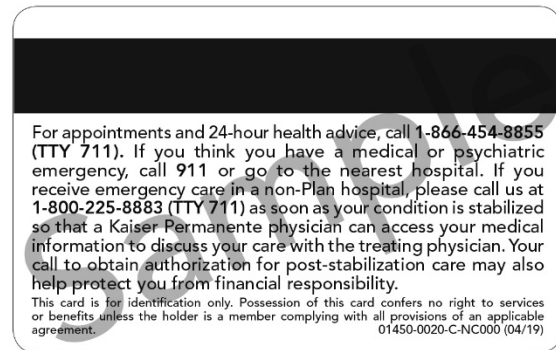 For appointments and 24-hour health advice, call 1-866-454-8855
(TTY 711). If you think you have a medical or psychiatric
emergency, call 911 or go to the nearest hospital. If you
receive emergency care in a non-Plan hospital, please call us at
1-800-225-8883 (TTY 711) as soon as your condition is stabilized
so that a Kaiser Permanente physician can access your medical
information to discuss your care with the treating physician. Your
call to obtain authorization for post-stabilization care may also
help protect you from financial responsibility.
This card is for identification only. Possession of this card confers no right to services
or benefits unless the holder is a member complying with all provisions of an applicable
agreement. 01450-0020-C-NC000 (04/19)
Sample